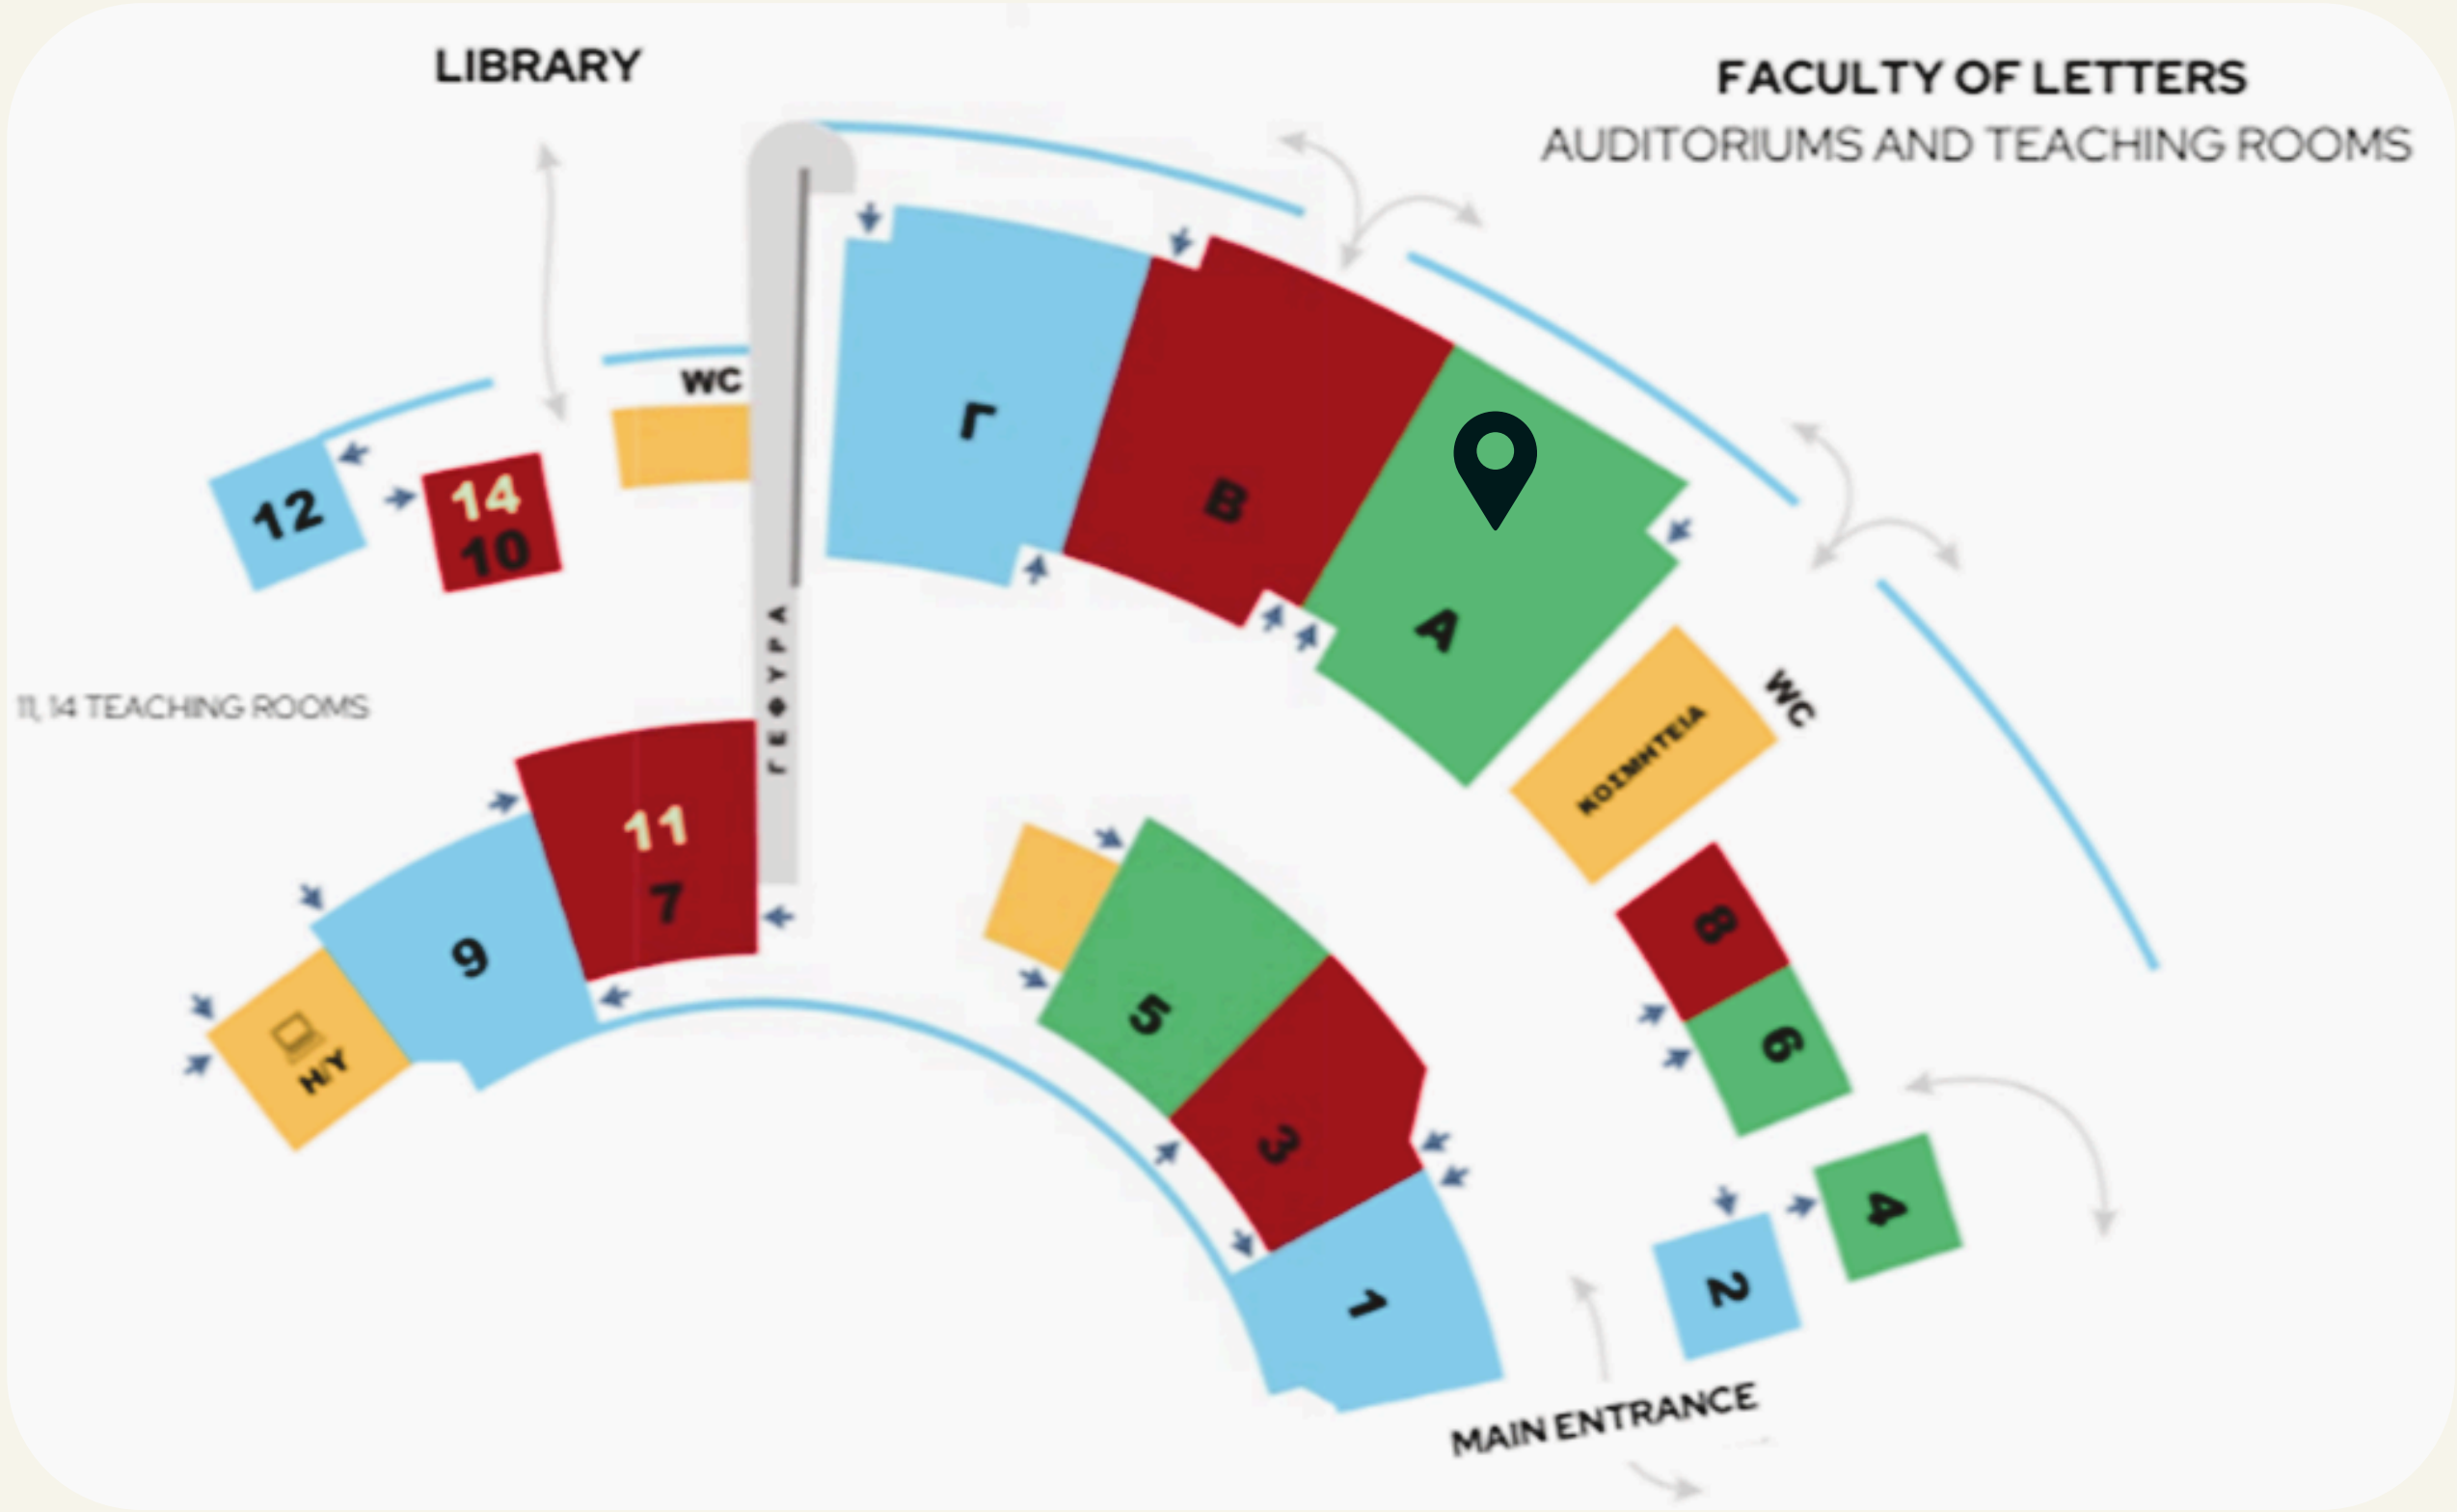 LIBRARY
FACULTY OF LETTERS
AUDITORIUMS AND TEACHING ROOMS
WC
Γ
Β
Α
12
14
10
ΓΕΦΥΡΑ
ΚΟΙΜΗΤΕΙΑ
WC
11, 14 TEACHING ROOMS
11
7
9
Η/Υ
5
3
1
8
6
4
2
MAIN ENTRANCE